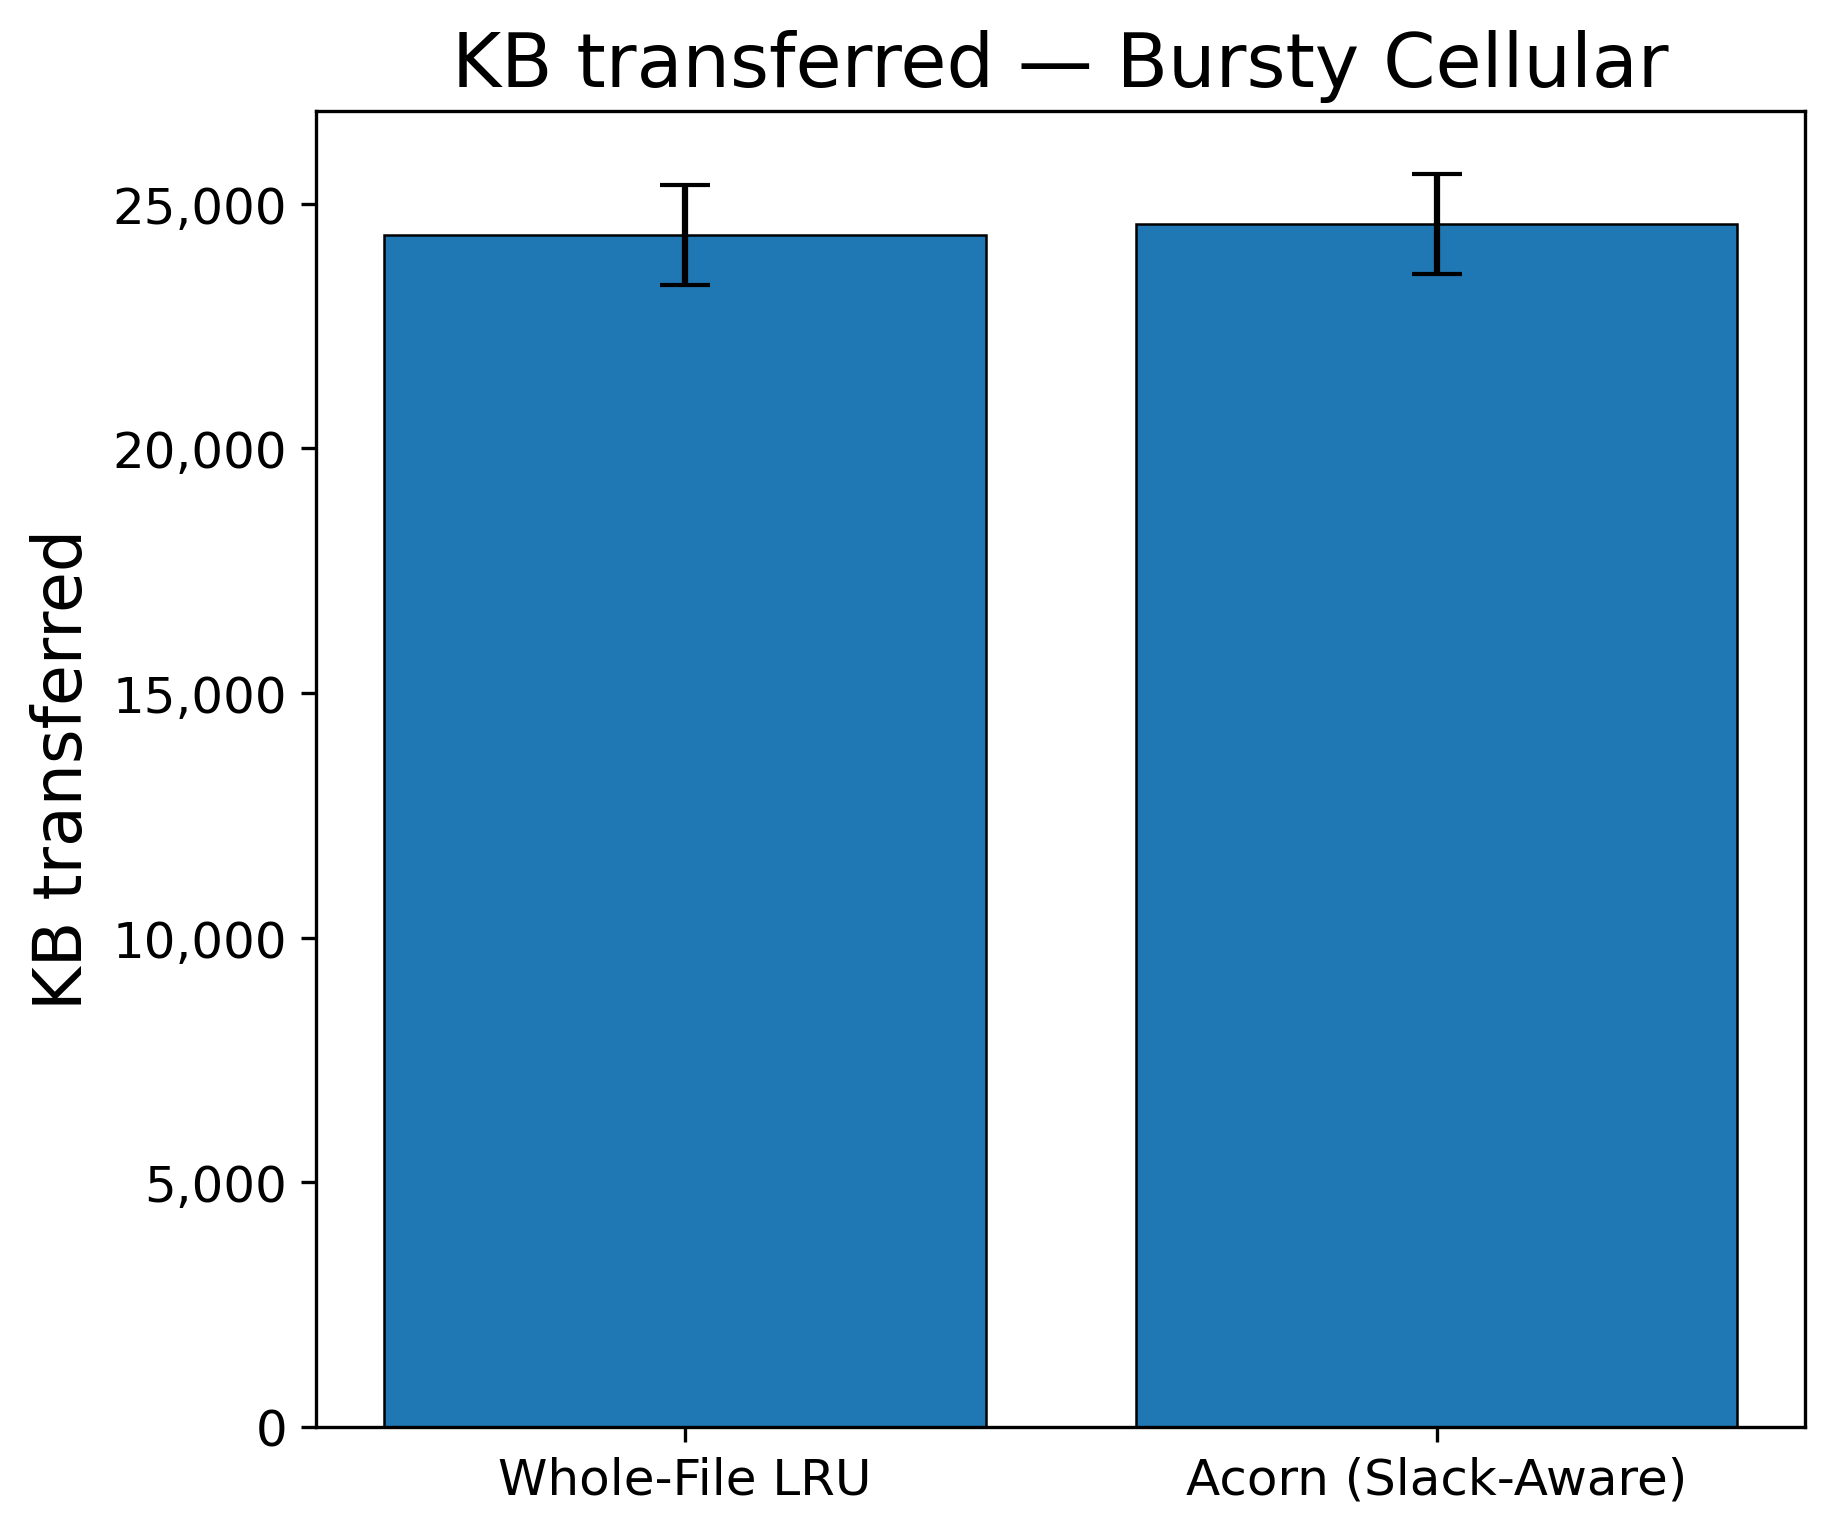 KB transferred — Bursty Cellular
KB transferred
25,000
20,000
15,000
10,000
5,000
0
Whole-File LRU
Acorn (Slack-Aware)